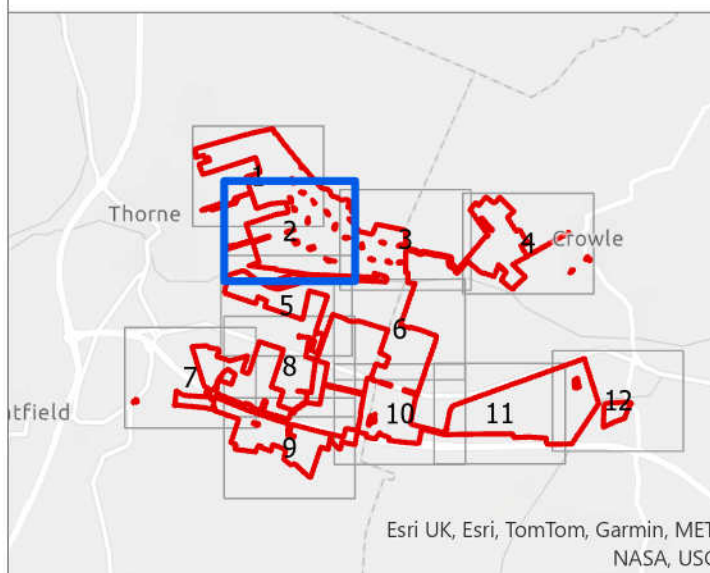 1
Thorne
2
3
4
Crowle
5
6
7
8
tfield
9
10
11
12
Esri UK, Esri, TomTom, Garmin, MET
NASA, USG